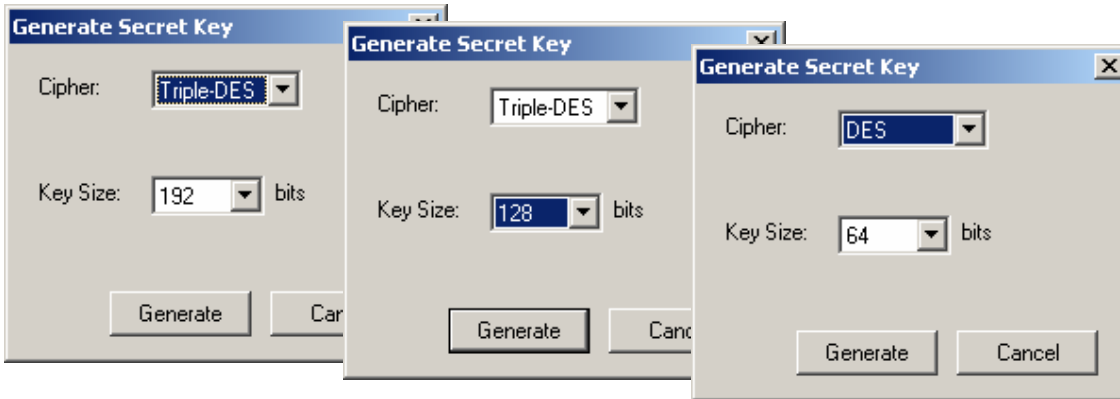 Generate Secret Key
Cipher: Triple-DES
Key Size: 192 bits
Generate
Generate Secret Key
Cipher: Triple-DES
Key Size: 128 bits
Generate
Generate Secret Key
Cipher: DES
Key Size: 64 bits
Generate Cancel